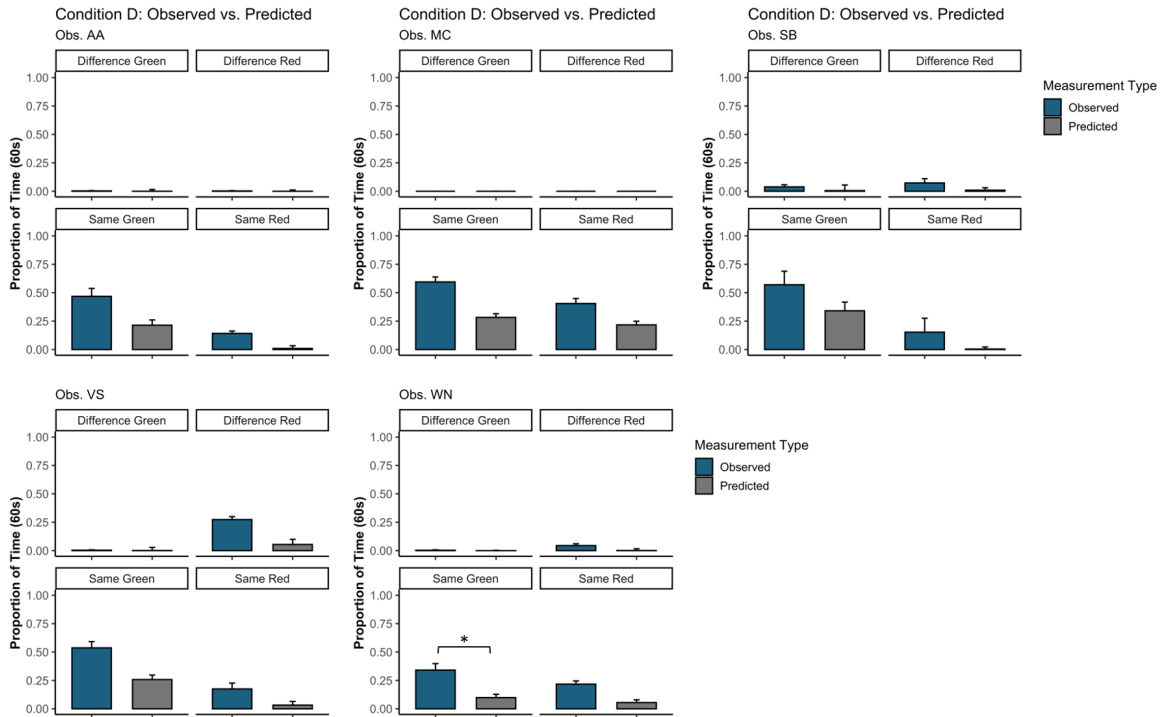 Condition D: Observed vs. Predicted
Obs. AA
Difference Green
Difference Red
1.00
0.75
0.50
0.25
0.00
Same Green
Same Red
1.00
0.75
0.50
0.25
0.00
Proportion of Time (60s)
Condition D: Observed vs. Predicted
Obs. MC
Difference Green
Difference Red
1.00
0.75
0.50
0.25
0.00
Same Green
Same Red
1.00
0.75
0.50
0.25
0.00
Proportion of Time (60s)
Condition D: Observed vs. Predicted
Obs. SB
Difference Green
Difference Red
1.00
0.75
0.50
0.25
0.00
Same Green
Same Red
1.00
0.75
0.50
0.25
0.00
Proportion of Time (60s)
Measurement Type
Observed
Predicted
Obs. VS
Difference Green
Difference Red
1.00
0.75
0.50
0.25
0.00
Same Green
Same Red
1.00
0.75
0.50
0.25
0.00
Proportion of Time (60s)
Obs. WN
Difference Green
Difference Red
1.00
0.75
0.50
0.25
0.00
Same Green
Same Red
1.00
0.75
0.50
0.25
0.00
*
Proportion of Time (60s)
Measurement Type
Observed
Predicted